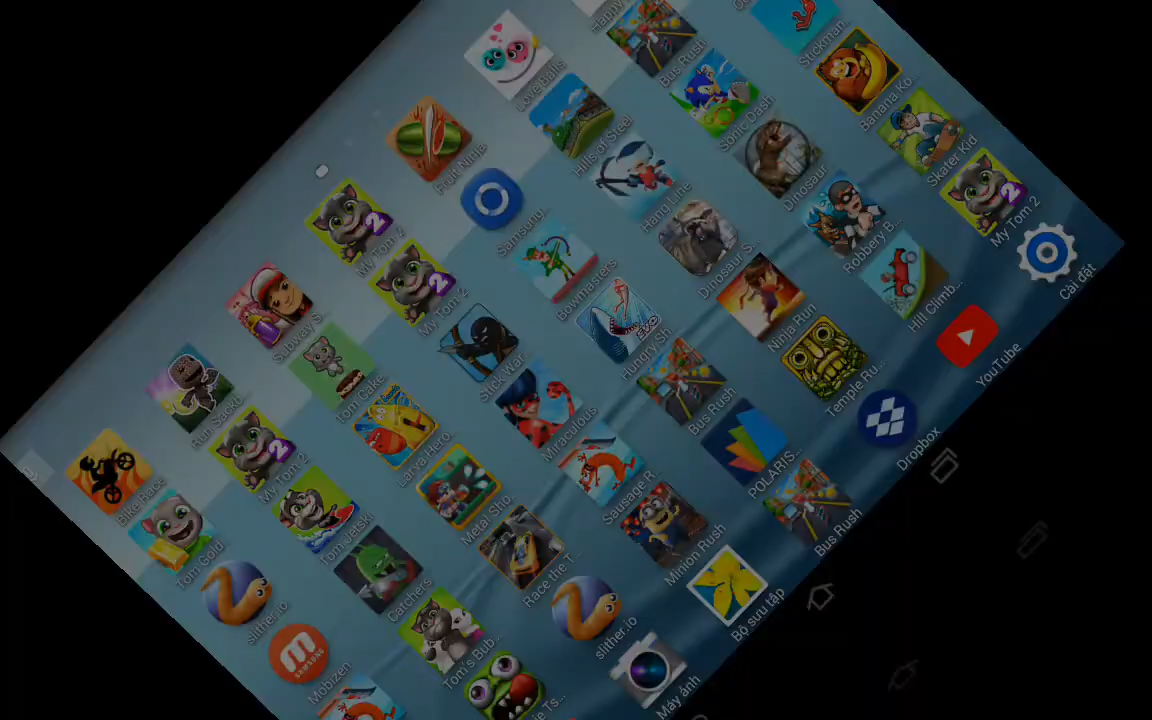 Bike Race
Subway S...
My Tom 2
Fruit Ninja
Love Balls
Tom Gold...
My Tom 2
Tom Cake...
My Tom 2
Hills of Steel
Bus Rush
slither.io
Tom Jetski
Larva Hero...
Stick War...
Bowmasters
Hang Line
Sonic Dash
Stickman...
Mobizen
M
SAMSUNG
Catchers
Metal Sho...
Miraculous
Hungry Sh...
EVO
Dinosaur S...
Dinosaur...
Banana Ko...
Tom's Bub...
Race the T...
Sausage R...
Bus Rush
Ninja Run
Robbery B...
Skater Kid
slither.io
Minion Rush
POLARIS...
Temple Ru...
Hill Climb...
My Tom 2
Máy ảnh
Bộ sưu tập
Bus Rush
Dropbox
YouTube
Cài đặt